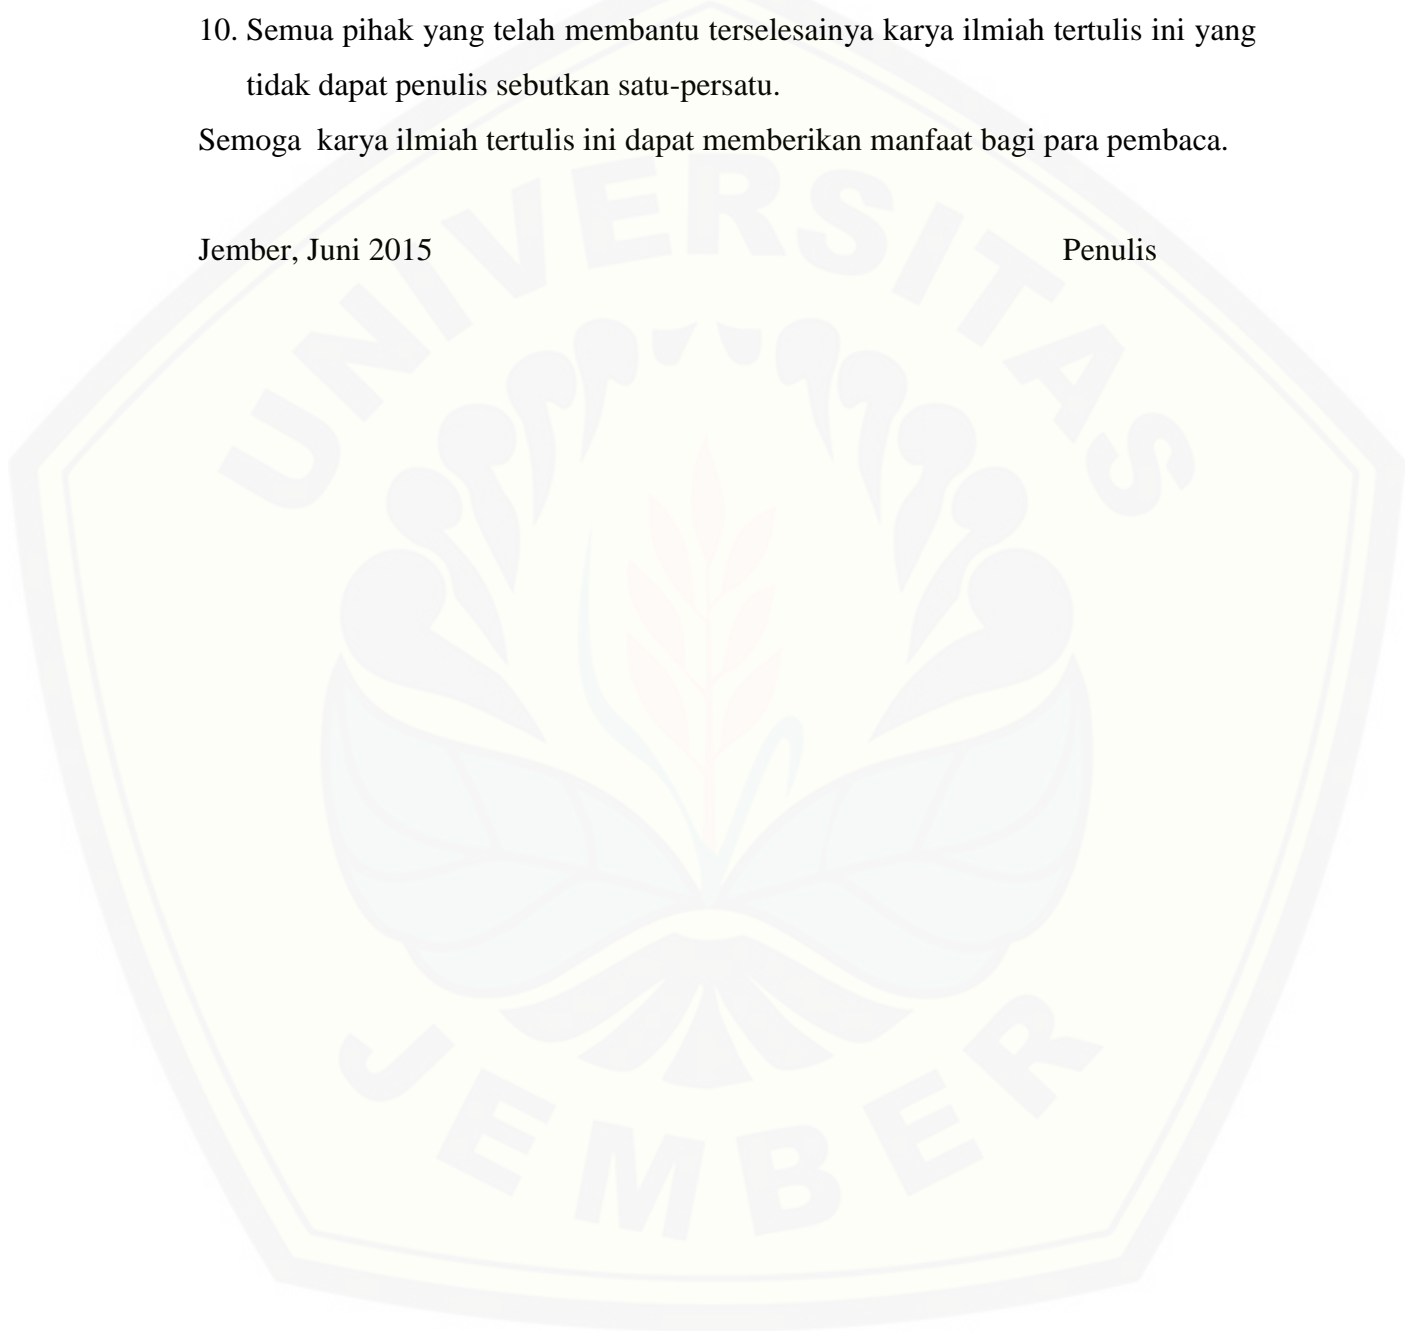 10. Semua pihak yang telah membantu terselesainya karya ilmiah tertulis ini yang
tidak dapat penulis sebutkan satu-persatu.
Semoga  karya ilmiah tertulis ini dapat memberikan manfaat bagi para pembaca.
Jember, Juni 2015 Penulis
UNIVERSITAS
JEMBER